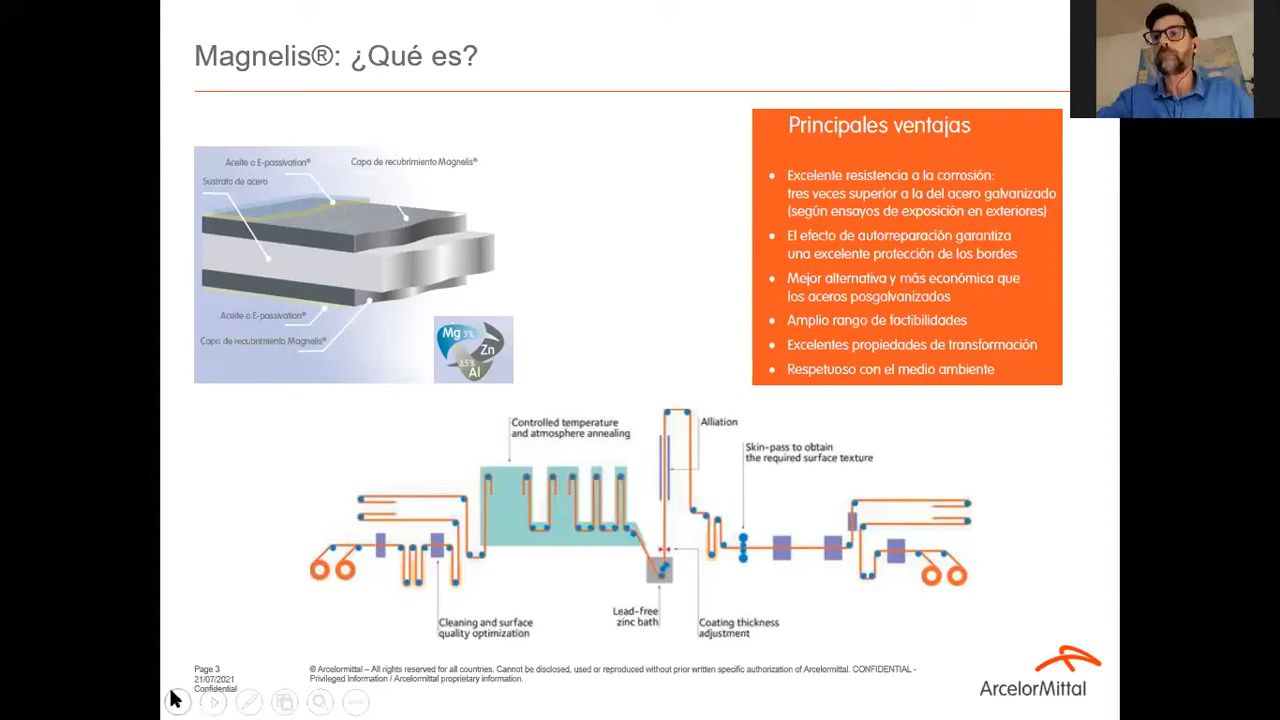 Magnelis®: ¿Qué es?
Aceite o E-passivation®
Capa de recubrimiento Magnelis®
Sustrato de acero
Aceite o E-passivation®
Capa de recubrimiento Magnelis®
Mg 3%
Zn
3,5%
Al
Principales ventajas
• Excelente resistencia a la corrosión:
tres veces superior a la del acero galvanizado
(según ensayos de exposición en exteriores)
• El efecto de autorreparación garantiza
una excelente protección de los bordes
• Mejor alternativa y más económica que
los aceros posgalvanizados
• Amplio rango de factibilidades
• Excelentes propiedades de transformación
• Respetuoso con el medio ambiente
Controlled temperature
and atmosphere annealing
Alliation
Skin-pass to obtain
the required surface texture
Cleaning and surface
quality optimization
Lead-free
zinc bath
Coating thickness
adjustment
Page 3
21/07/2021
Confidential
© Arcelormittal – All rights reserved for all countries. Cannot be disclosed, used or reproduced without prior written specific authorization of Arcelormittal. CONFIDENTIAL -
Privileged Information / Arcelormittal proprietary information.
ArcelorMittal